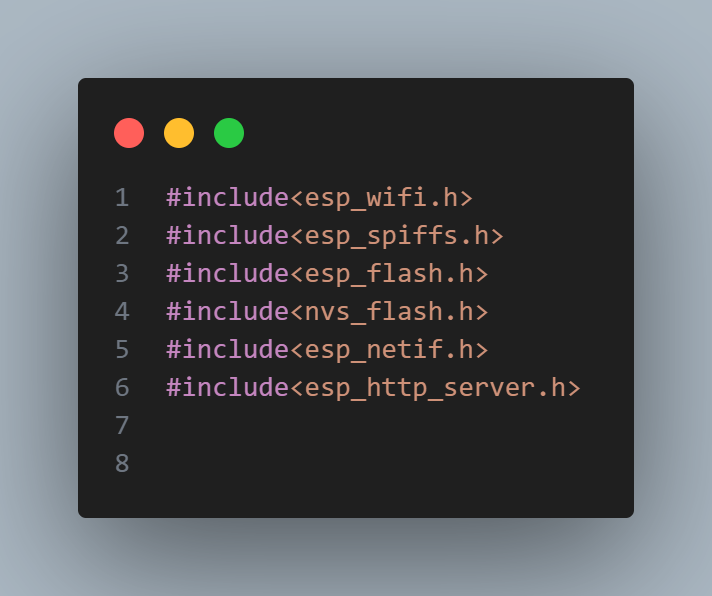 1 #include<esp_wifi.h>
2 #include<esp_spiffs.h>
3 #include<esp_flash.h>
4 #include<nvs_flash.h>
5 #include<esp_netif.h>
6 #include<esp_http_server.h>
7
8